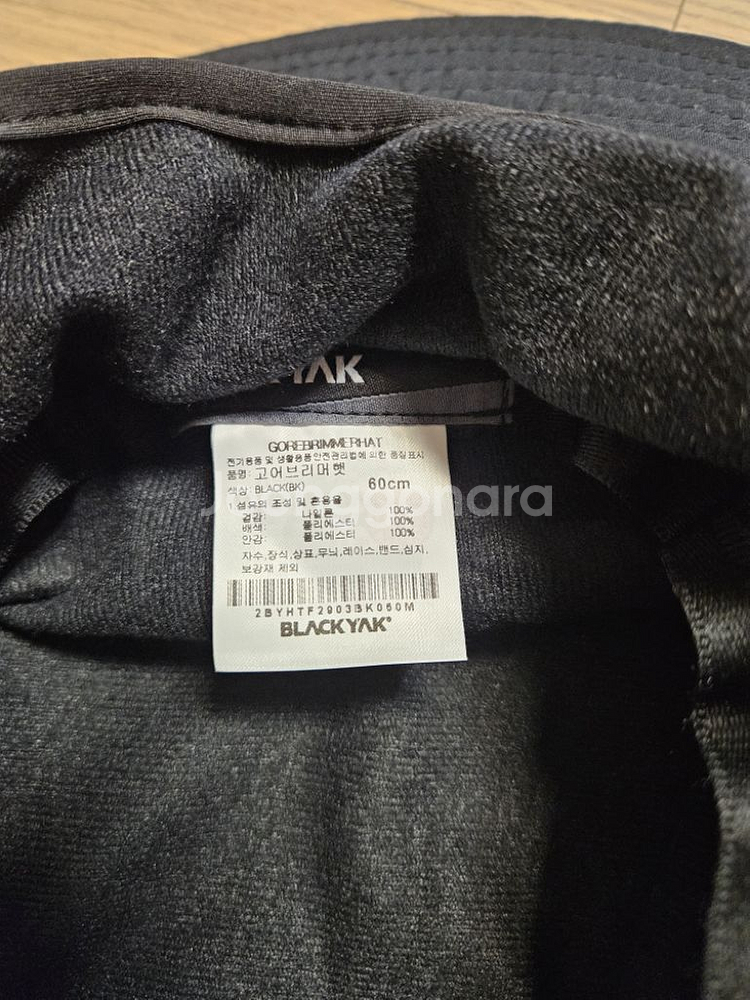 YAK
GOREBRIMMERHAT
전기용품 및 생활용품안전관리법에 의한 품질표시
품명: 고어브리머햇
색상: BLACK(BK) 60cm
1.섬유의 조성 및 혼용율
겉감: 나일론 100%
배색: 폴리에스터 100%
안감: 폴리에스터 100%
자수,장식,상표,무늬,레이스,밴드,심지,
보강재 제외
2BYHTF2903BK060M
BLACKYAK®
Joonggonara